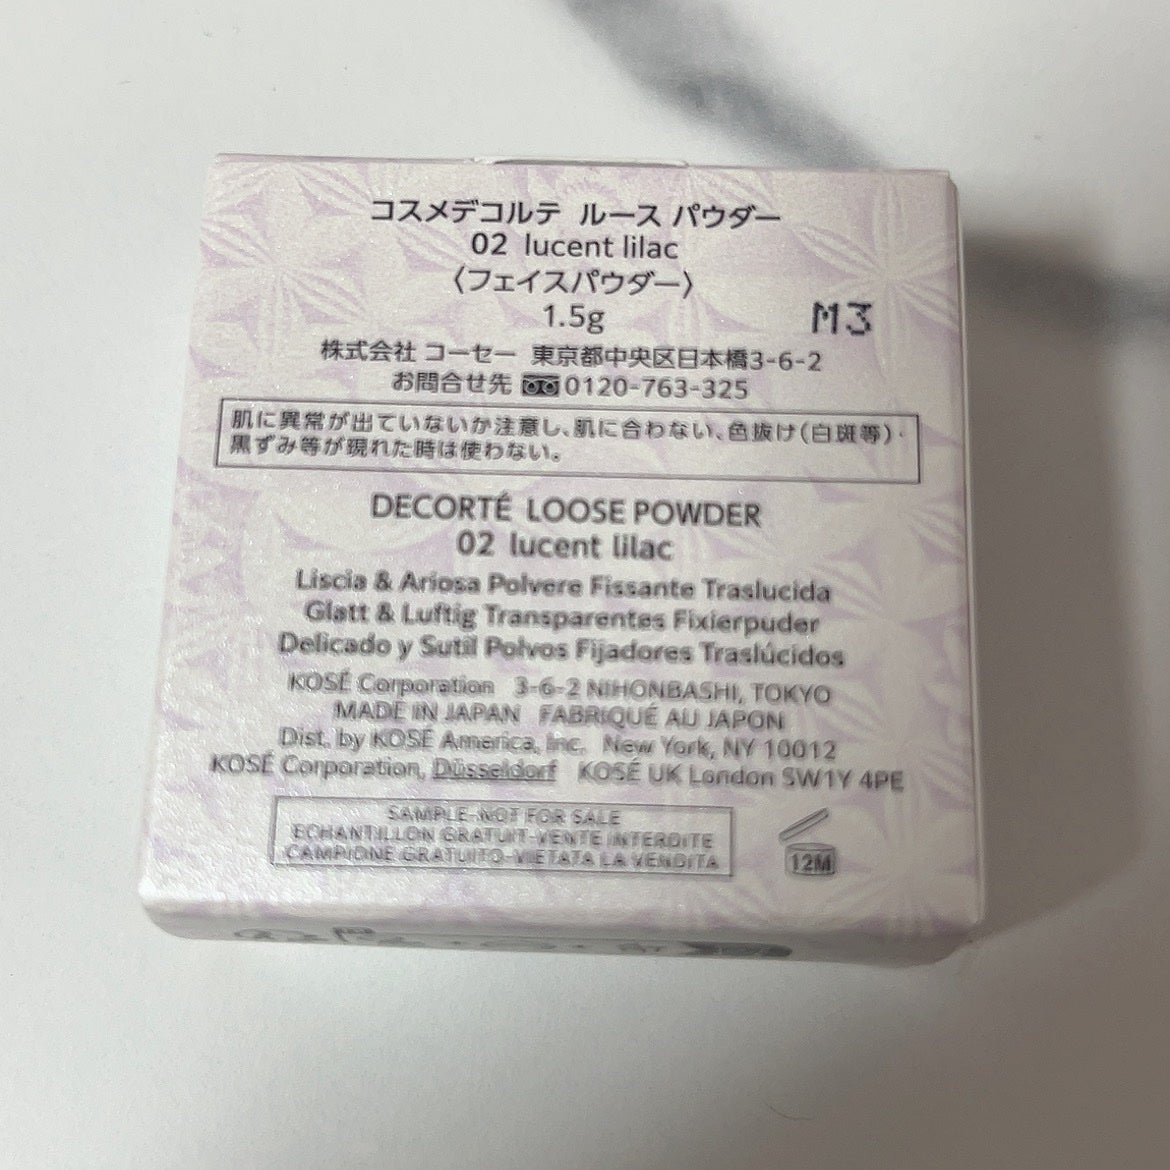 コスメデコルテ ルース パウダー
02 lucent lilac
〈フェイスパウダー〉
1.5g
M3
株式会社 コーセー 東京都中央区日本橋3-6-2
お問合せ先 0120-763-325
肌に異常が出ていないか注意し、肌に合わない、色抜け(白斑等)・
黒ずみ等が現れた時は使わない。
DECORTÉ LOOSE POWDER
02 lucent lilac
Liscia & Ariosa Polvere Fissante Traslucida
Glatt & Luftig Transparentes Fixierpuder
Delicado y Sutil Polvos Fijadores Traslúcidos
KOSÉ Corporation 3-6-2 NIHONBASHI, TOKYO
MADE IN JAPAN FABRIQUÉ AU JAPON
Dist. by KOSÉ America, Inc. New York, NY 10012
KOSÉ Corporation, Düsseldorf KOSÉ UK London SW1Y 4PE
SAMPLE-NOT FOR SALE
ECHANTILLON GRATUIT-VENTE INTERDITE
CAMPIONE GRATUITO-VIETATA LA VENDITA
12M